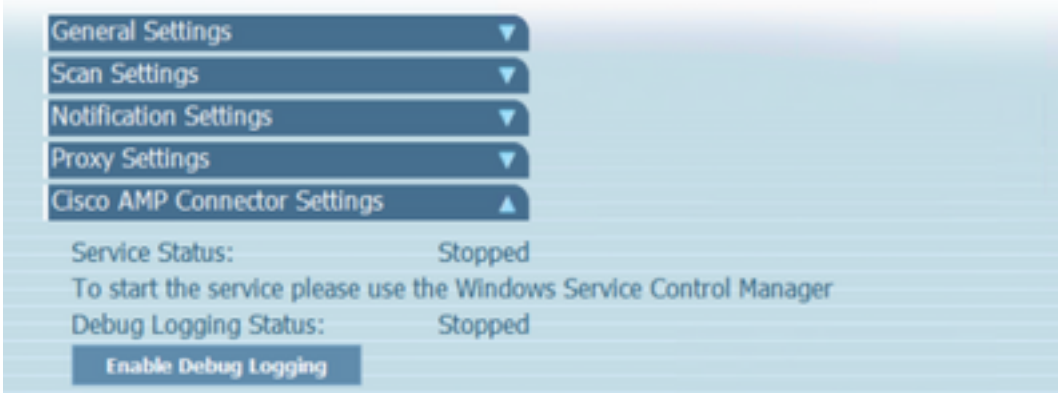 General Settings
Scan Settings
Notification Settings
Proxy Settings
Cisco AMP Connector Settings
Service Status: Stopped
To start the service please use the Windows Service Control Manager
Debug Logging Status: Stopped
Enable Debug Logging